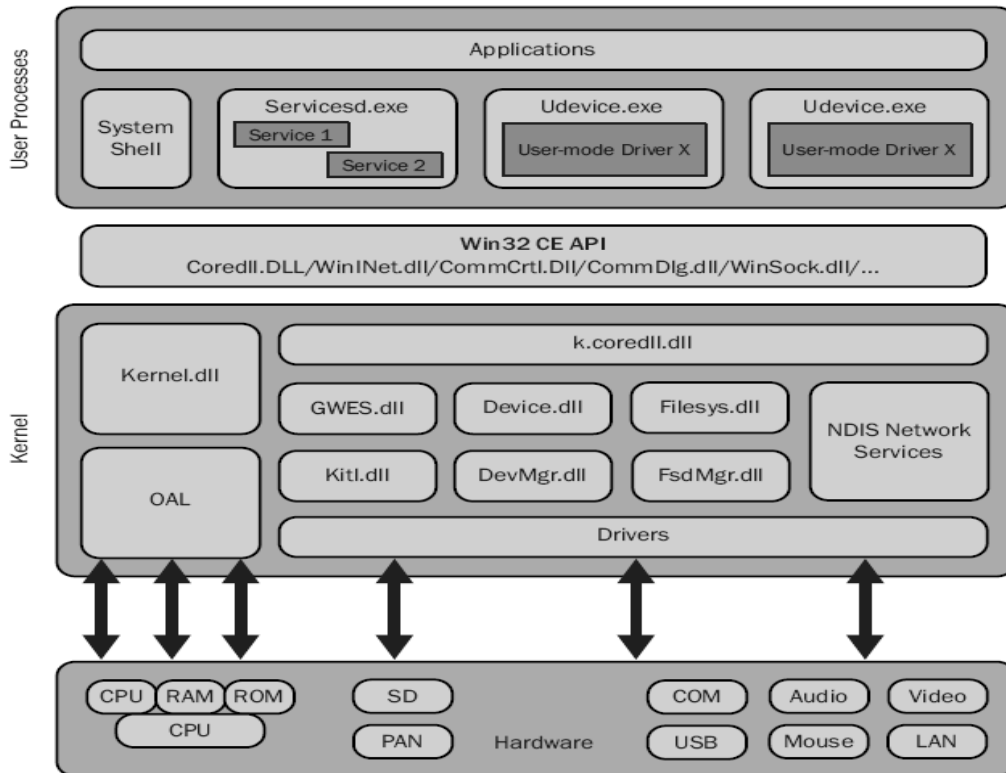 User Processes
Applications
System
Shell
Servicesd.exe
Service 1
Service 2
Udevice.exe
User-mode Driver X
Udevice.exe
User-mode Driver X
Win32 CE API
Coredll.DLL/WinINet.dll/CommCrtl.Dll/CommDlg.dll/WinSock.dll/...
Kernel
Kernel.dll
OAL
k.coredll.dll
GWES.dll
Device.dll
Filesys.dll
Kitl.dll
DevMgr.dll
FsdMgr.dll
NDIS Network
Services
Drivers
CPU
RAM
ROM
CPU
SD
PAN
Hardware
COM
Audio
Video
USB
Mouse
LAN